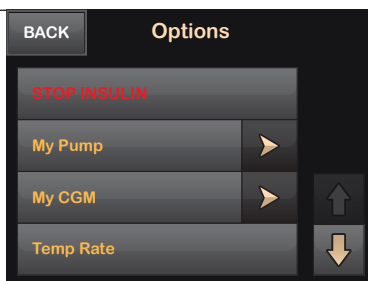 BACK
Options
STOP INSULIN
My Pump
My CGM
Temp Rate